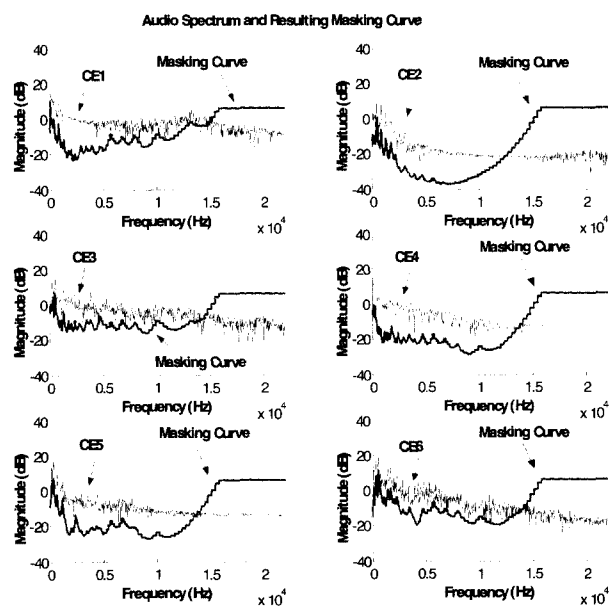 Audio Spectrum and Resulting Masking Curve
40
20
0
-20
-40
Magnitude (dB)
CE1
Masking Curve
0 0.5 1 1.5 2
Frequency (Hz)
x 10^4
40
20
0
-20
-40
Magnitude (dB)
CE2
Masking Curve
0 0.5 1 1.5 2
Frequency (Hz)
x 10^4
40
20
0
-20
-40
Magnitude (dB)
CE3
Masking Curve
0 0.5 1 1.5 2
Frequency (Hz)
x 10^4
40
20
0
-20
-40
Magnitude (dB)
CE4
Masking Curve
0 0.5 1 1.5 2
Frequency (Hz)
x 10^4
40
20
0
-20
-40
Magnitude (dB)
CE5
Masking Curve
0 0.5 1 1.5 2
Frequency (Hz)
x 10^4
40
20
0
-20
-40
Magnitude (dB)
CE6
Masking Curve
0 0.5 1 1.5 2
Frequency (Hz)
x 10^4